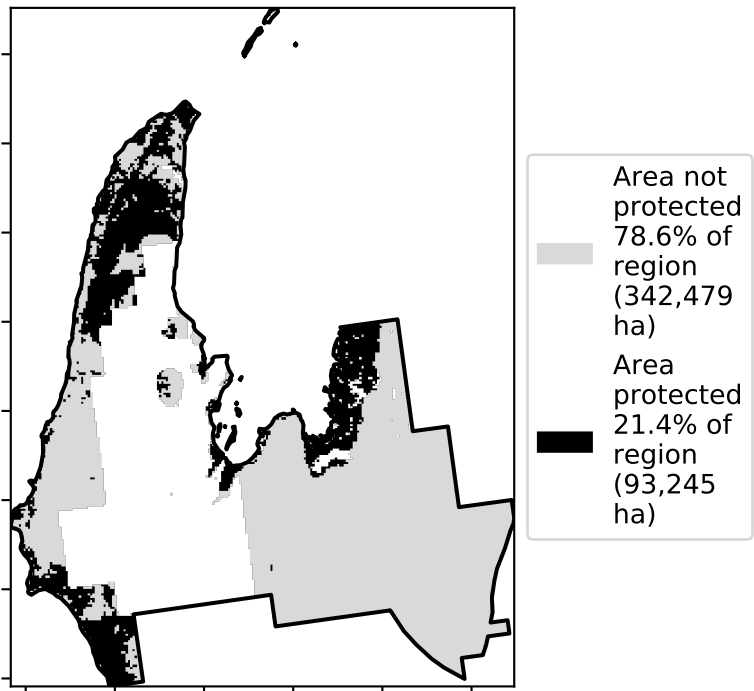 Area not
protected
78.6% of
region
(342,479
ha)
Area
protected
21.4% of
region
(93,245
ha)